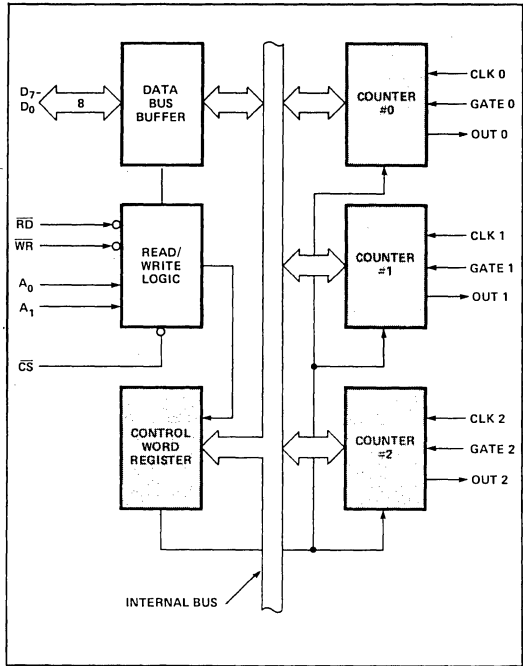 DATA
BUS
BUFFER
D7-
D0
8
COUNTER
#0
CLK 0
GATE 0
OUT 0
RD
WR
A0
A1
CS
READ/
WRITE
LOGIC
COUNTER
#1
CLK 1
GATE 1
OUT 1
CONTROL
WORD
REGISTER
COUNTER
#2
CLK 2
GATE 2
OUT 2
INTERNAL BUS